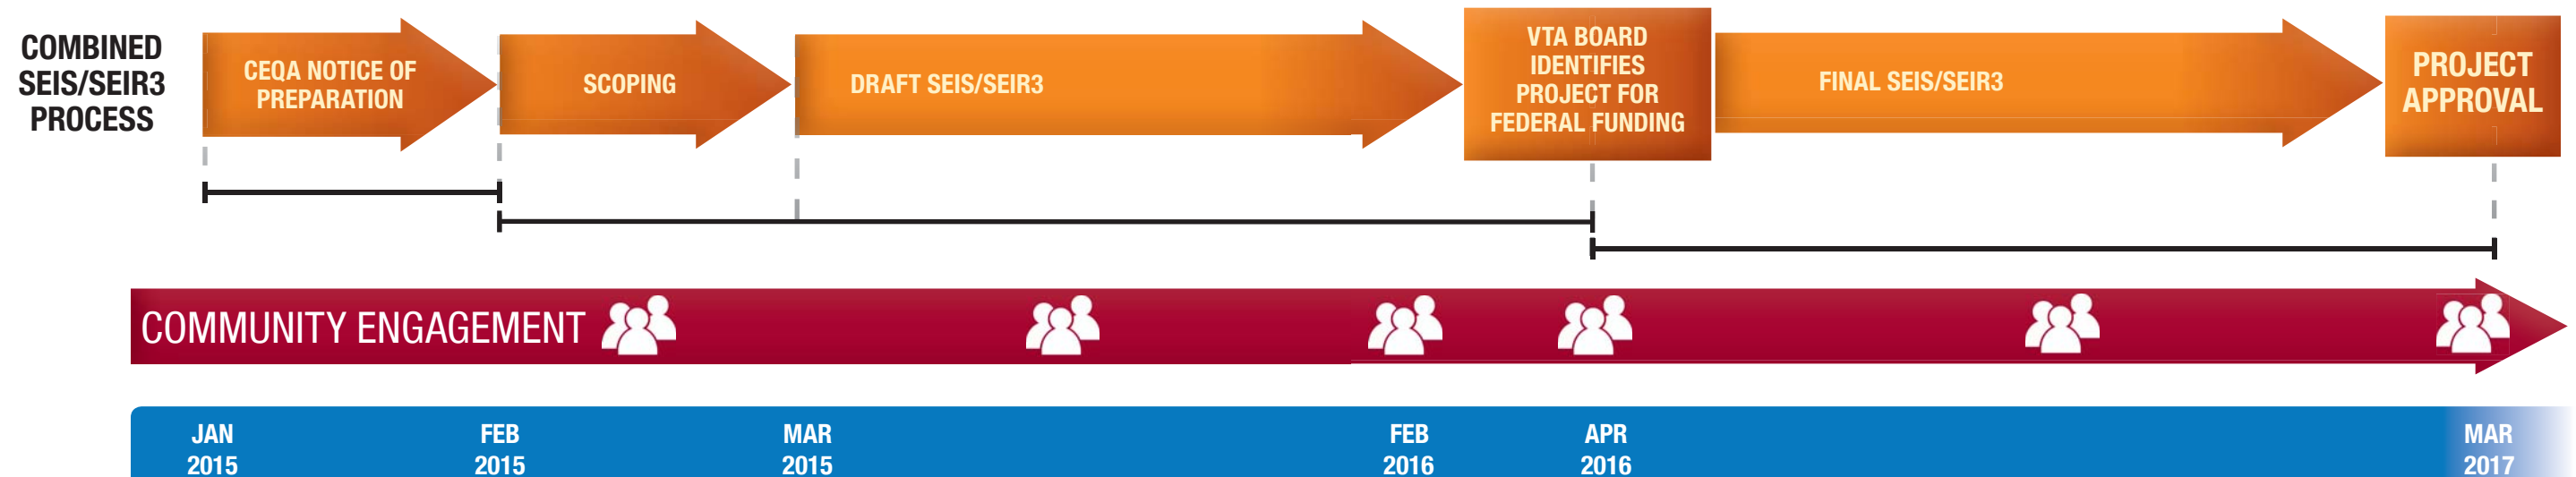 COMBINED
SEIS/SEIR3
PROCESS
CEQA NOTICE OF
PREPARATION
SCOPING
DRAFT SEIS/SEIR3
VTA BOARD
IDENTIFIES
PROJECT FOR
FEDERAL FUNDING
FINAL SEIS/SEIR3
PROJECT
APPROVAL
COMMUNITY ENGAGEMENT
JAN
2015
FEB
2015
MAR
2015
FEB
2016
APR
2016
MAR
2017